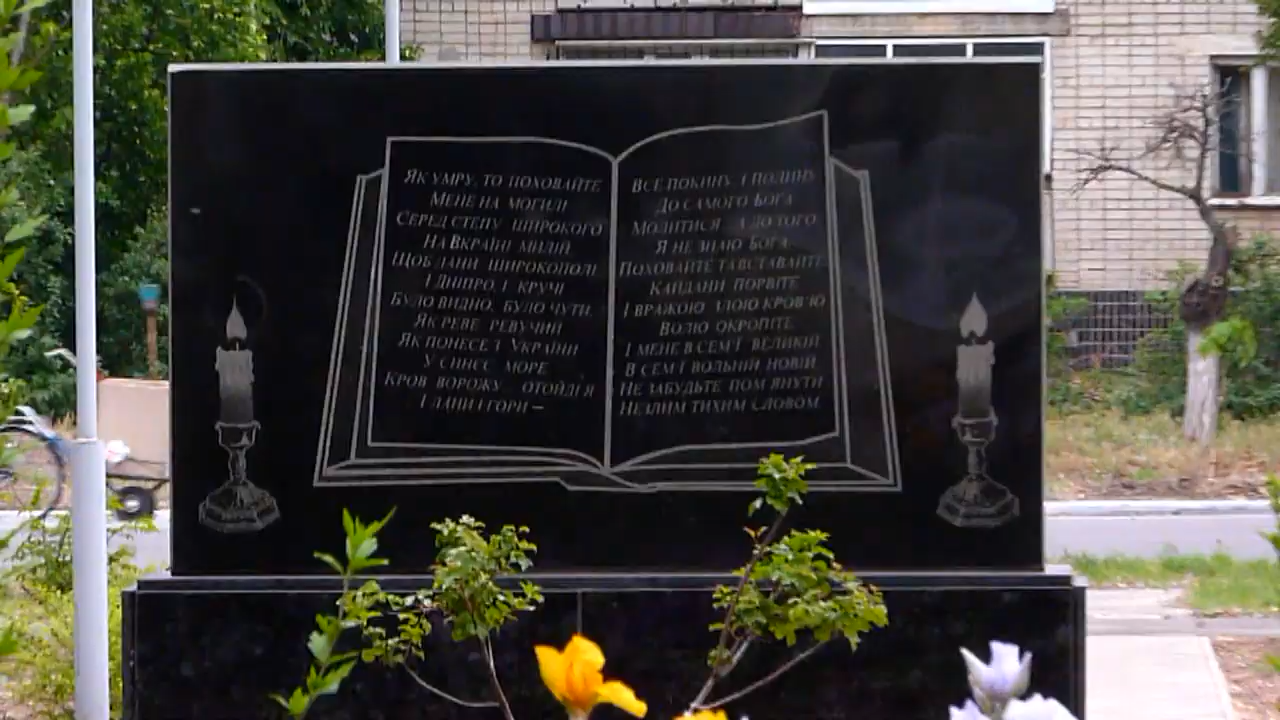 ЯК УМРУ, ТО ПОХОВАЙТЕ
МЕНЕ НА МОГИЛІ
СЕРЕД СТЕПУ ШИРОКОГО
НА ВКРАЇНІ МИЛІЙ
ЩОБ ЛАНИ ШИРОКОПОЛІ
І ДНІПРО, І КРУЧІ
БУЛО ВИДНО, БУЛО ЧУТИ,
ЯК РЕВЕ РЕВУЧИЙ
ЯК ПОНЕСЕ З УКРАЇНИ
У СИНЄЄ МОРЕ
КРОВ ВОРОЖУ... ОТОЙДІ Я
І ЛАНИ І ГОРИ —
ВСЕ ПОКИНУ, І ПОЛИНУ
ДО САМОГО БОГА
МОЛИТИСЯ... А ДО ТОГО
Я НЕ ЗНАЮ БОГА
ПОХОВАЙТЕ ТА ВСТАВАЙТЕ
КАЙДАНИ ПОРВІТЕ
І ВРАЖОЮ ЗЛОЮ КРОВ'Ю
ВОЛЮ ОКРОПІТЕ
І МЕНЕ В СЕМ'Ї ВЕЛИКІЙ
В СЕМ'Ї ВОЛЬНІЙ НОВІЙ
НЕ ЗАБУДЬТЕ ПОМ'ЯНУТИ
НЕЗЛИМ ТИХИМ СЛОВОМ